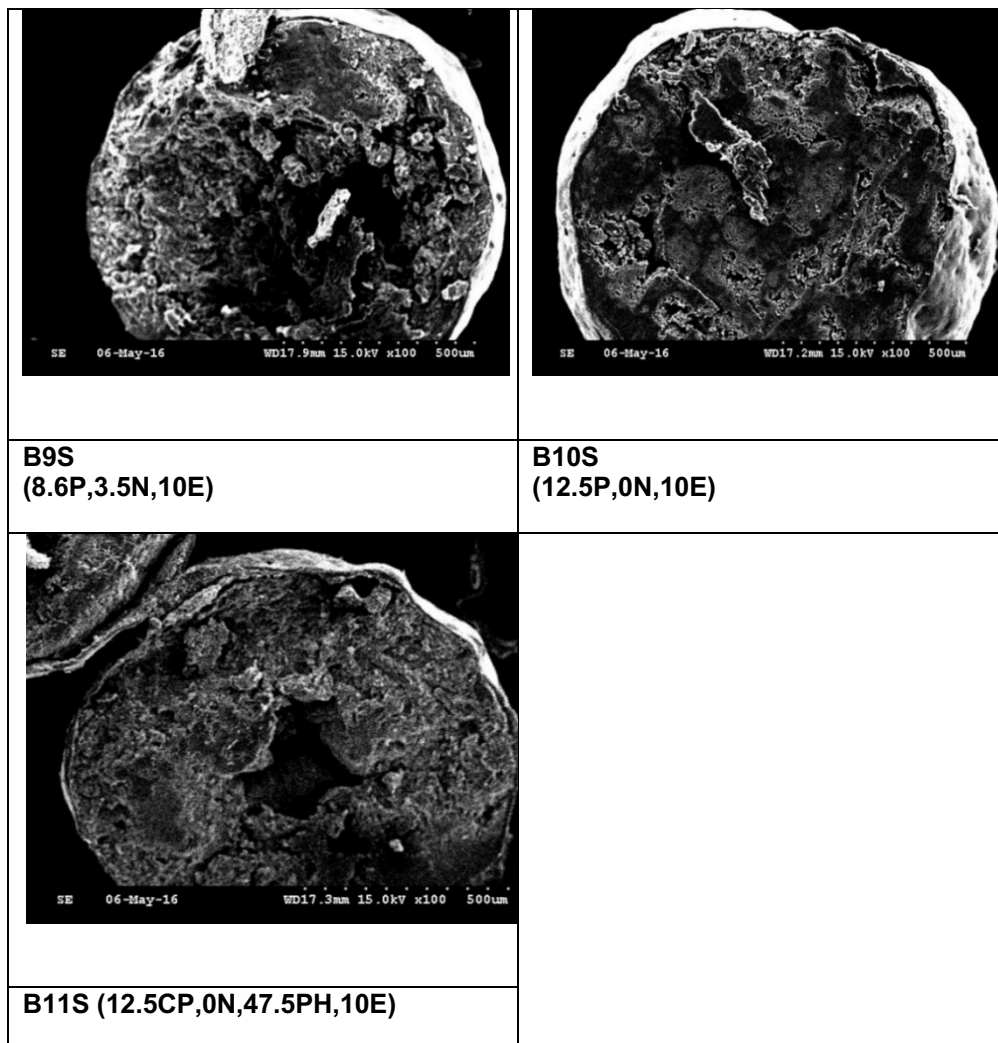 SE 06-May-16 WD17.9mm 15.0kV x100 500um
SE 06-May-16 WD17.2mm 15.0kV x100 500um
B9S
(8.6P,3.5N,10E)
B10S
(12.5P,0N,10E)
SE 06-May-16 WD17.3mm 15.0kV x100 500um
B11S (12.5CP,0N,47.5PH,10E)